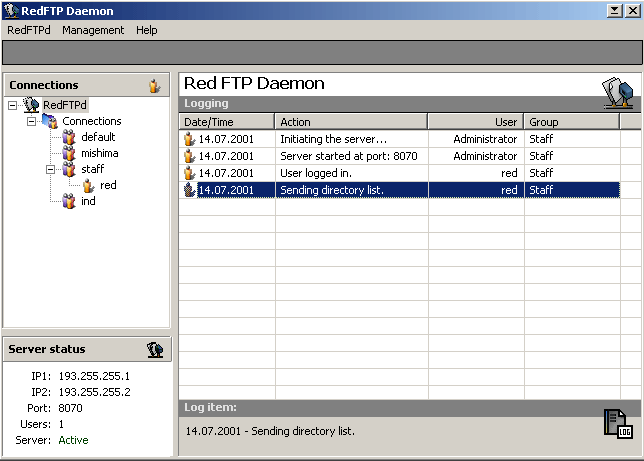 RedFTP Daemon
RedFTPd Management Help
Connections
RedFTPd
Connections
default
mishima
staff
red
ind
Server status
IP1: 193.255.255.1
IP2: 193.255.255.2
Port: 8070
Users: 1
Server: Active
Red FTP Daemon
Logging
Date/Time Action User Group
14.07.2001 Initiating the server... Administrator Staff
14.07.2001 Server started at port: 8070 Administrator Staff
14.07.2001 User logged in. red Staff
14.07.2001 Sending directory list. red Staff
Log item:
14.07.2001 - Sending directory list.
LOG